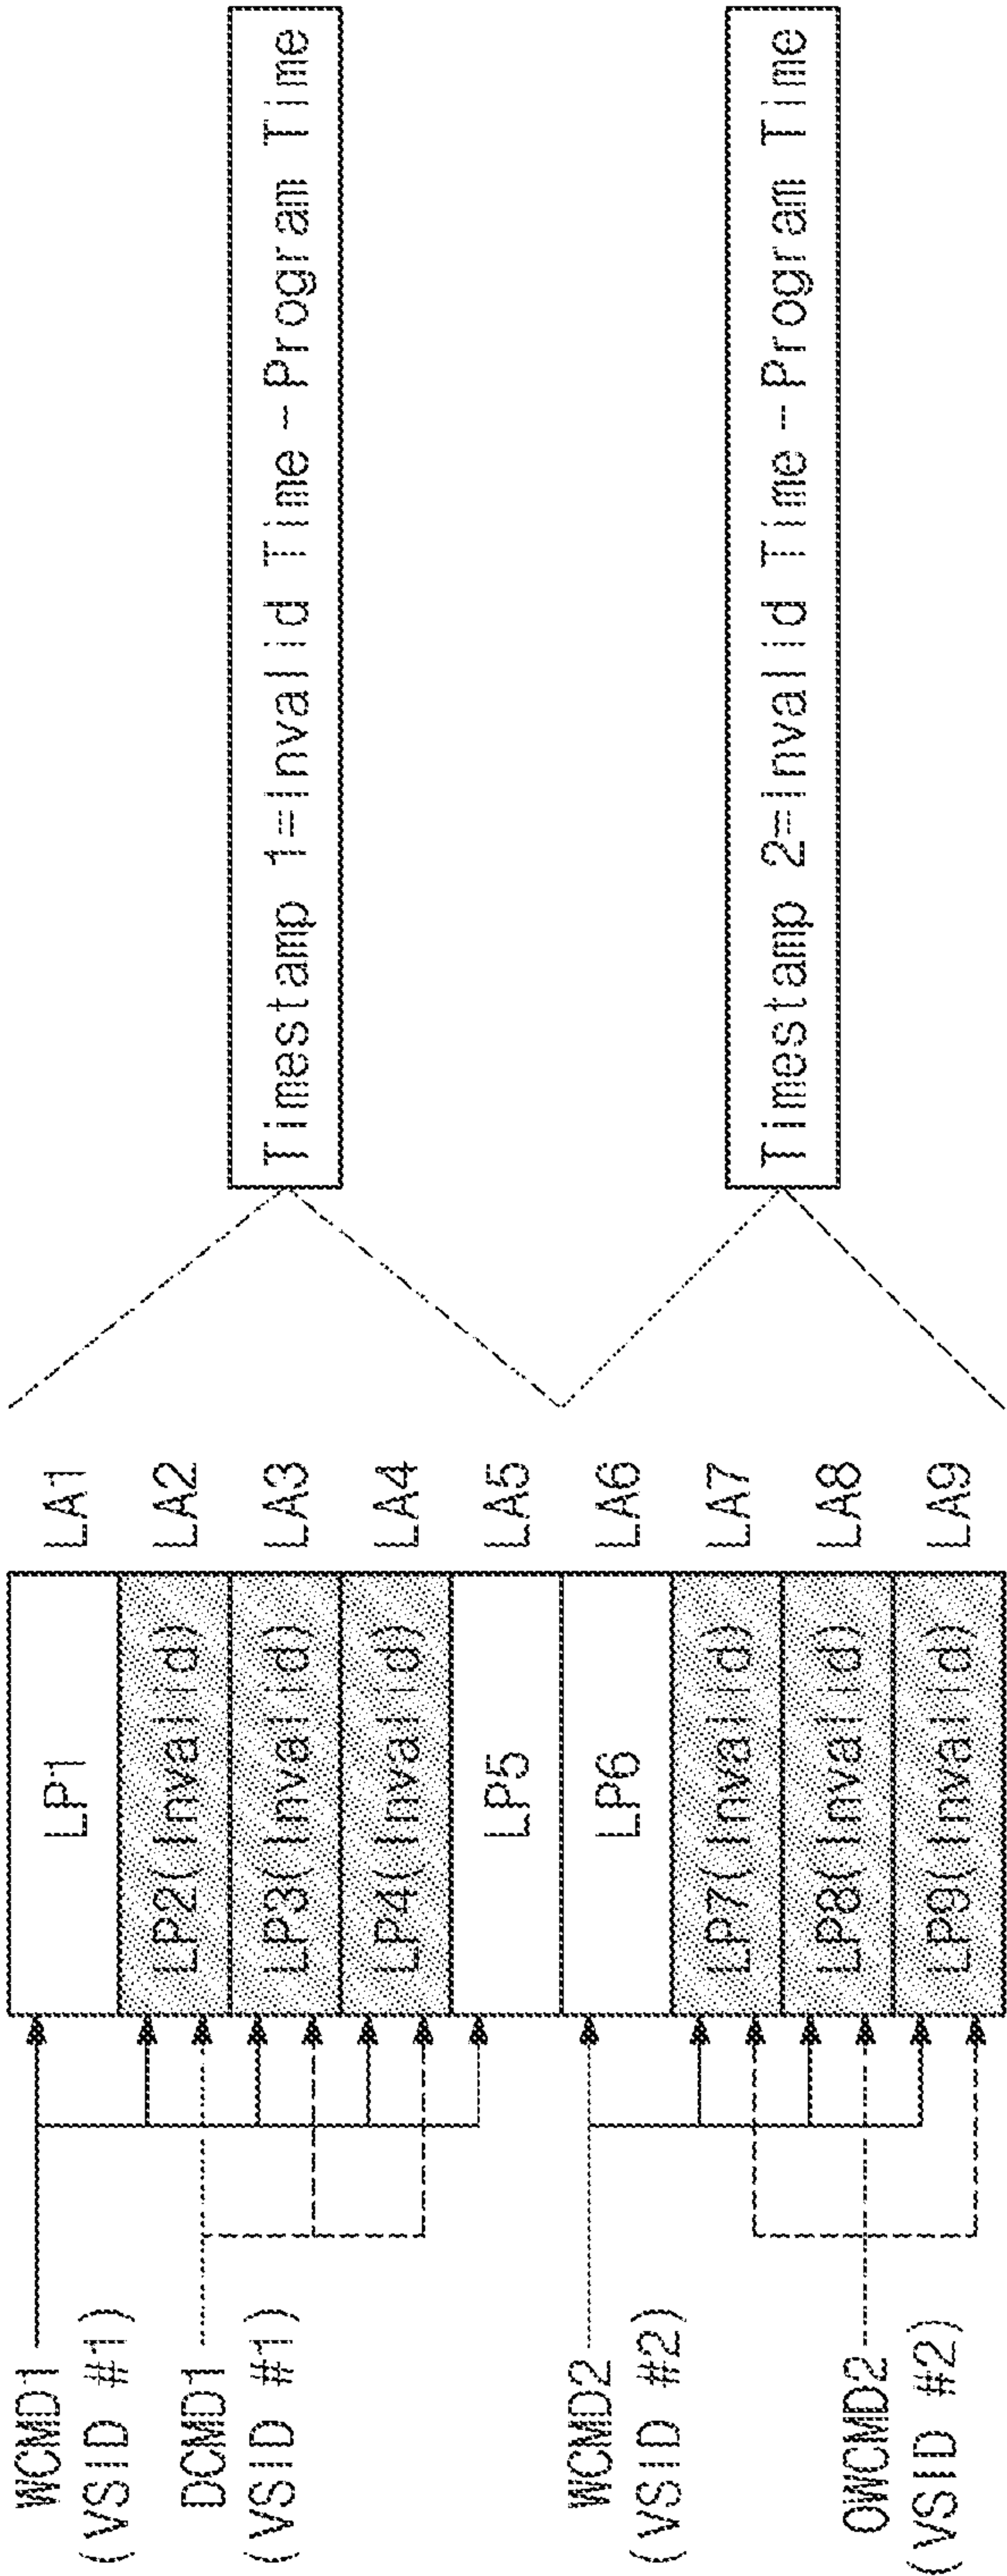 WCMD1
(VSID #1)
DCMD1
(VSID #1)
WCMD2
(VSID #2)
OWCMD2
(VSID #2)
LP1
LP2(Invalid)
LP3(Invalid)
LP4(Invalid)
LP5
LP6
LP7(Invalid)
LP8(Invalid)
LP9(Invalid)
LA1
LA2
LA3
LA4
LA5
LA6
LA7
LA8
LA9
Timestamp 1=Invalid Time-Program Time
Timestamp 2=Invalid Time-Program Time